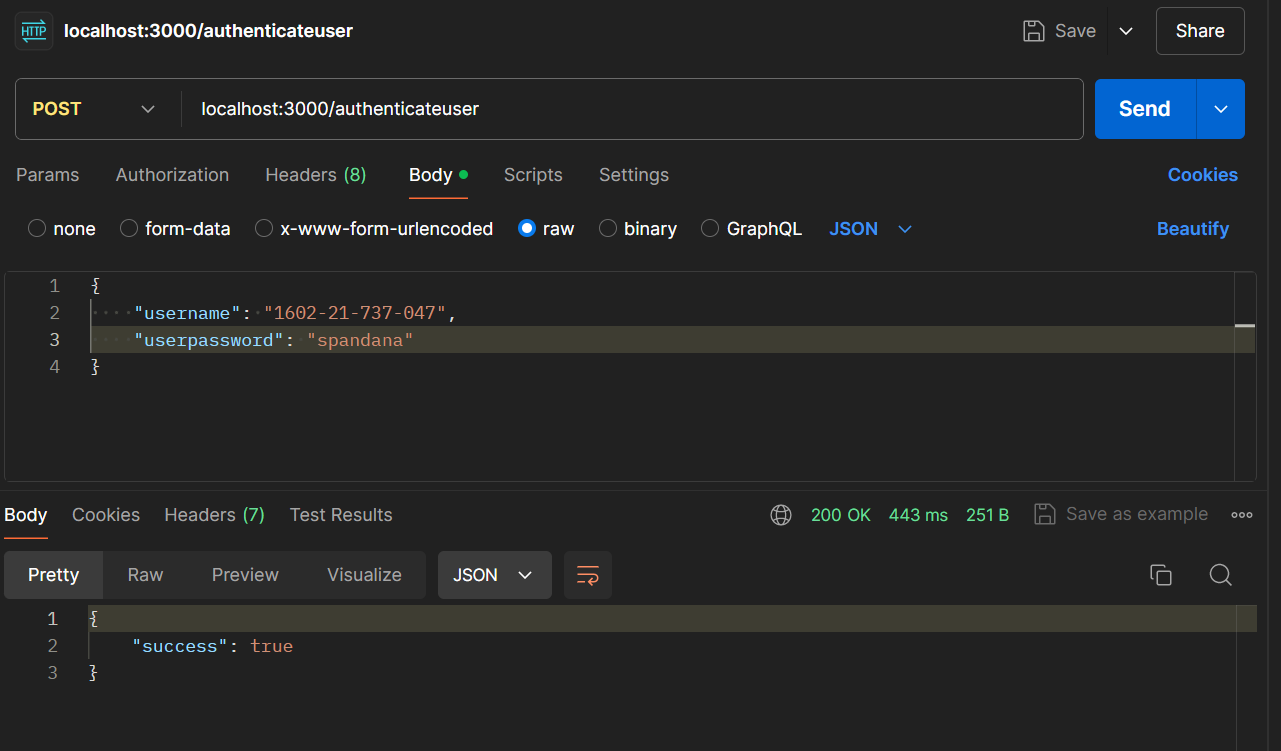 HTTP localhost:3000/authenticateuser Save Share
POST localhost:3000/authenticateuser Send
Params Authorization Headers (8) Body Scripts Settings Cookies
none form-data x-www-form-urlencoded raw binary GraphQL JSON Beautify
1 {
2 "username": "1602-21-737-047",
3 "userpassword": "spandana"
4 }
Body Cookies Headers (7) Test Results 200 OK 443 ms 251 B Save as example
Pretty Raw Preview Visualize JSON
1 {
2 "success": true
3 }